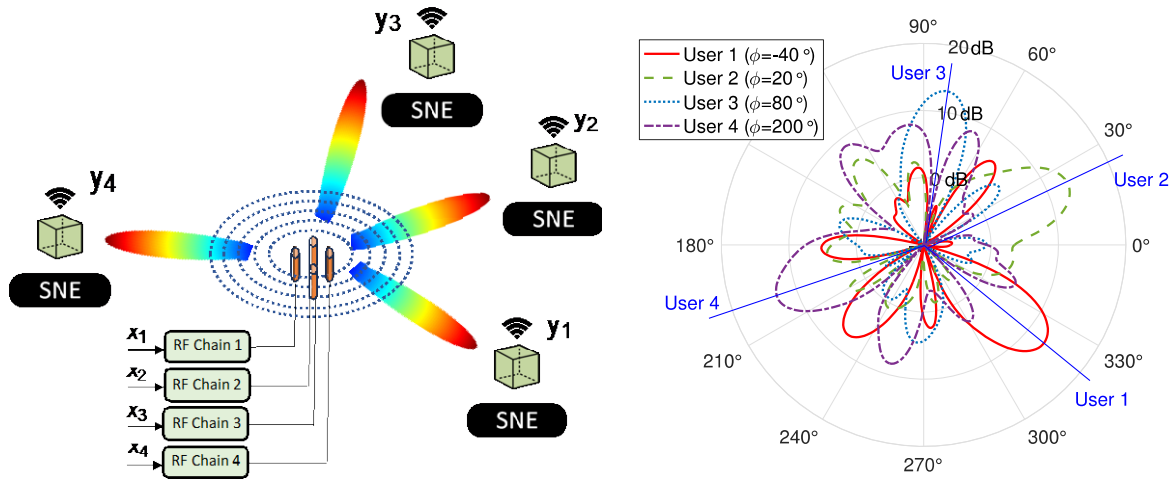 y₃
SNE
y₂
SNE
y₄
SNE
y₁
SNE
x₁
RF Chain 1
x₂
RF Chain 2
x₃
RF Chain 3
x₄
RF Chain 4
User 1 (ϕ=-40°)
User 2 (ϕ=20°)
User 3 (ϕ=80°)
User 4 (ϕ=200°)
90°
20 dB
60°
User 3
10 dB
30°
0 dB
User 2
180°
0°
User 4
210°
330°
User 1
240°
300°
270°